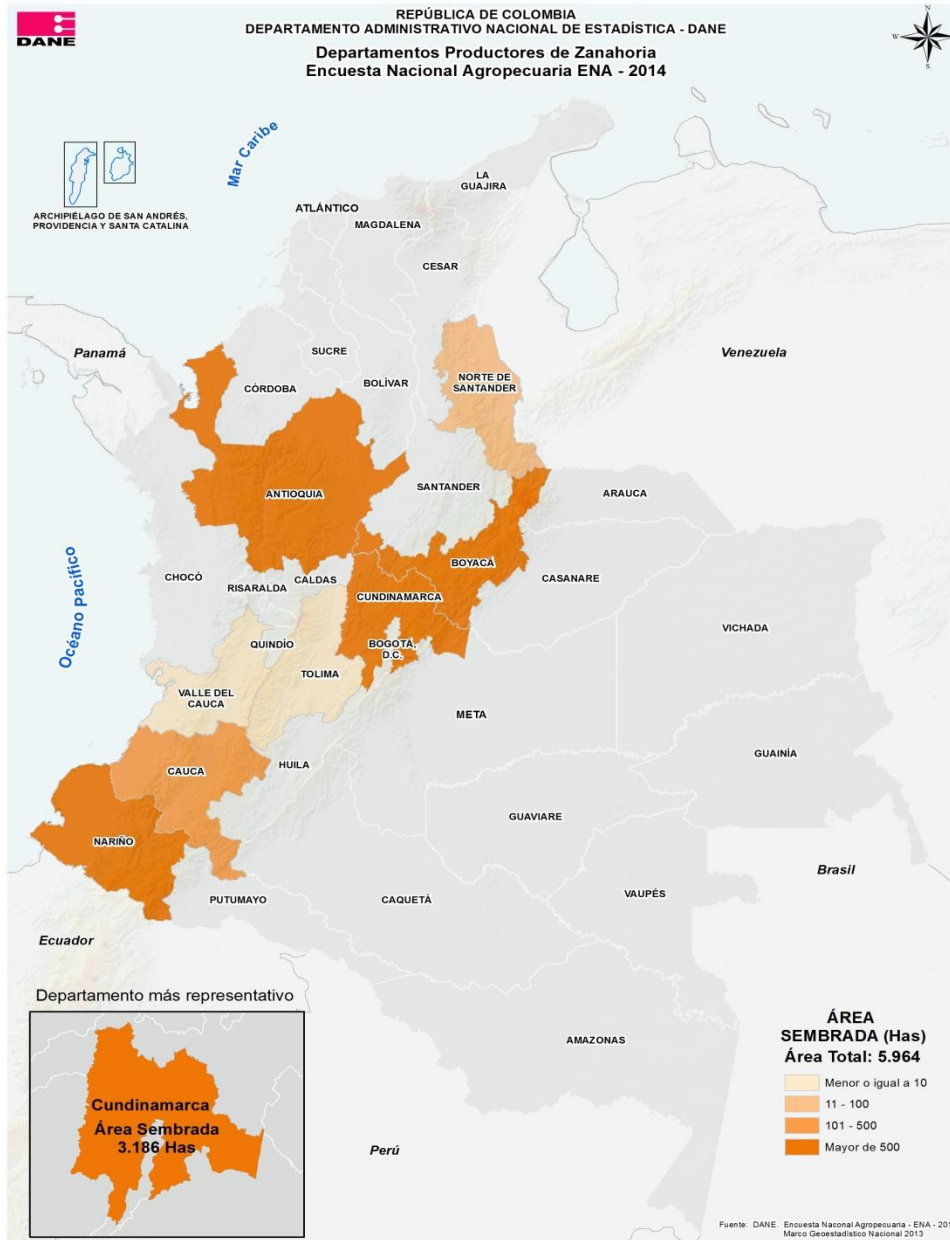 DANE
REPÚBLICA DE COLOMBIA
DEPARTAMENTO ADMINISTRATIVO NACIONAL DE ESTADÍSTICA - DANE
Departamentos Productores de Zanahoria
Encuesta Nacional Agropecuaria ENA - 2014
N
W
E
S
Mar Caribe
ARCHIPIÉLAGO DE SAN ANDRÉS,
PROVIDENCIA Y SANTA CATALINA
LA
GUAJIRA
ATLÁNTICO
MAGDALENA
CESAR
Panamá
SUCRE
Venezuela
CÓRDOBA
BOLÍVAR
NORTE DE
SANTANDER
ANTIOQUIA
SANTANDER
ARAUCA
Océano Pacífico
CHOCÓ
RISARALDA
CALDAS
BOYACÁ
CASANARE
CUNDINAMARCA
VICHADA
QUINDÍO
BOGOTÁ,
D.C.
TOLIMA
VALLE DEL
CAUCA
META
GUAINÍA
CAUCA
HUILA
GUAVIARE
NARIÑO
Brasil
PUTUMAYO
CAQUETÁ
VAUPÉS
Ecuador
AMAZONAS
Perú
Departamento más representativo
Cundinamarca
Área Sembrada
3.186 Has
ÁREA
SEMBRADA (Has)
Área Total: 5.964
Menor o igual a 10
11 - 100
101 - 500
Mayor de 500
Fuente: DANE. Encuesta Naconal Agropecuaria - ENA - 201
Marco Geoestadístico Nacional 2013